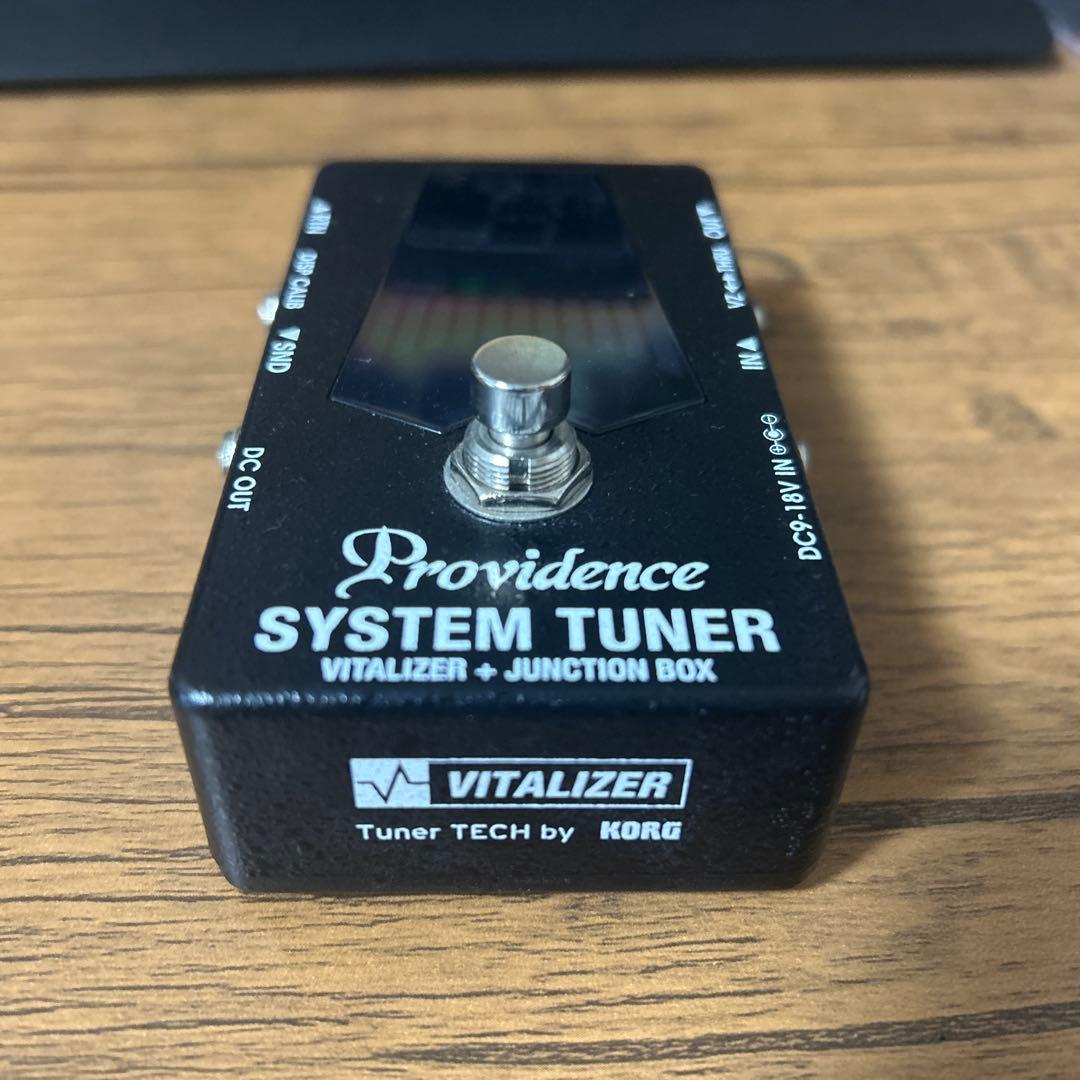 ▲RTN
DISP CALIB
▼SND
DC OUT
OUT▼
VZ◄►THRU
IN▲
DC9-18V IN
Providence
SYSTEM TUNER
VITALIZER + JUNCTION BOX
VITALIZER
Tuner TECH by KORG